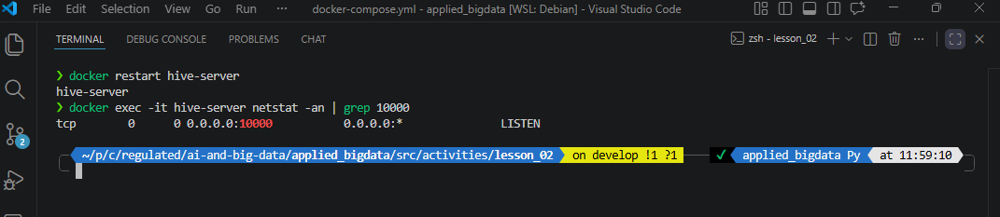 File Edit Selection View Go Run ··· docker-compose.yml - applied_bigdata [WSL: Debian] - Visual Studio Code
TERMINAL DEBUG CONSOLE PROBLEMS CHAT zsh - lesson_02
❯ docker restart hive-server
hive-server
❯ docker exec -it hive-server netstat -an | grep 10000
tcp 0 0 0.0.0.0:10000 0.0.0.0:* LISTEN
~/p/c/regulated/ai-and-big-data/applied_bigdata/src/activities/lesson_02 on develop !1 ?1 ✓ applied_bigdata Py at 11:59:10
2